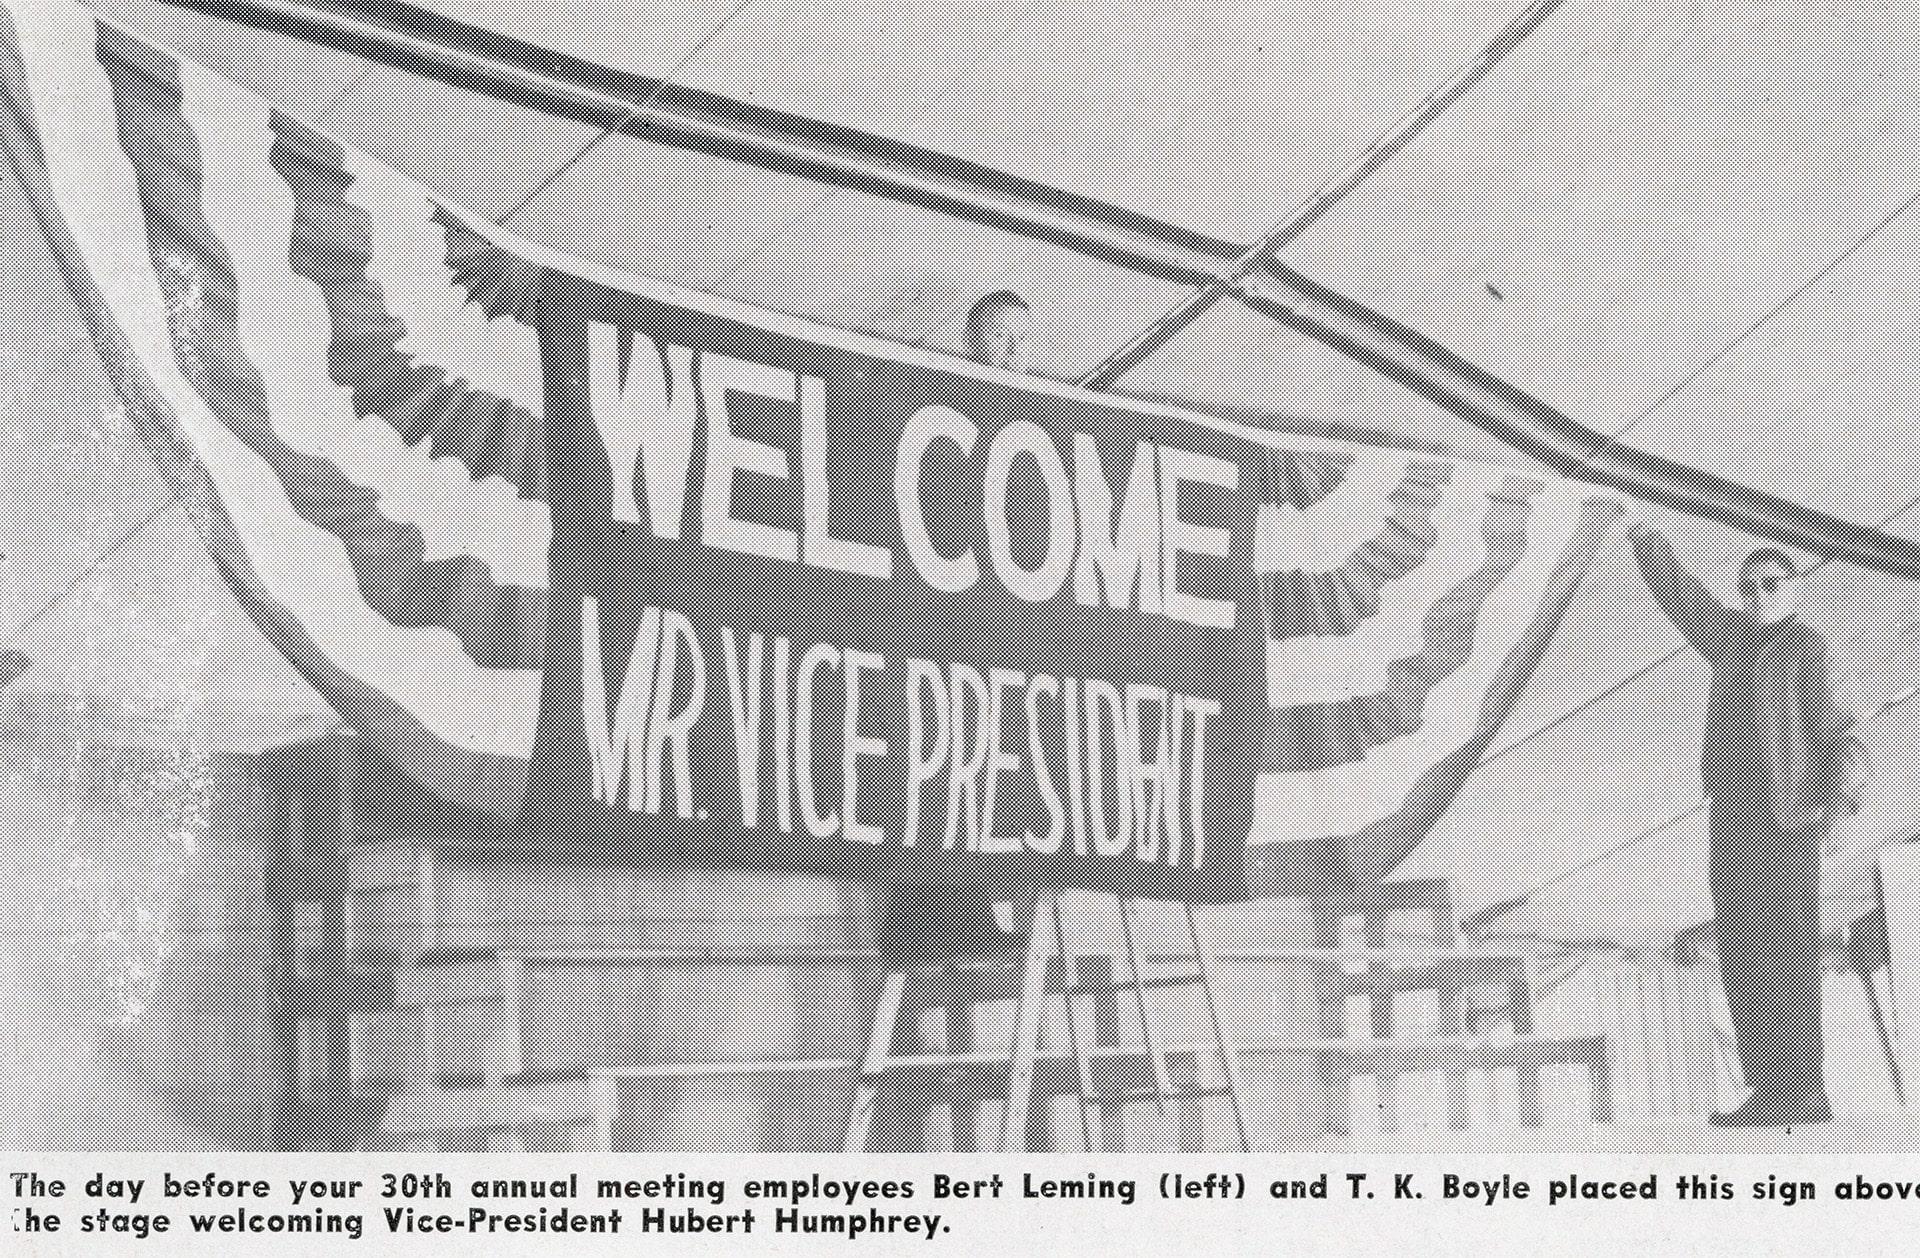 WELCOME
MR. VICE PRESIDENT
The day before your 30th annual meeting employees Bert Leming (left) and T. K. Boyle placed this sign above
the stage welcoming Vice-President Hubert Humphrey.